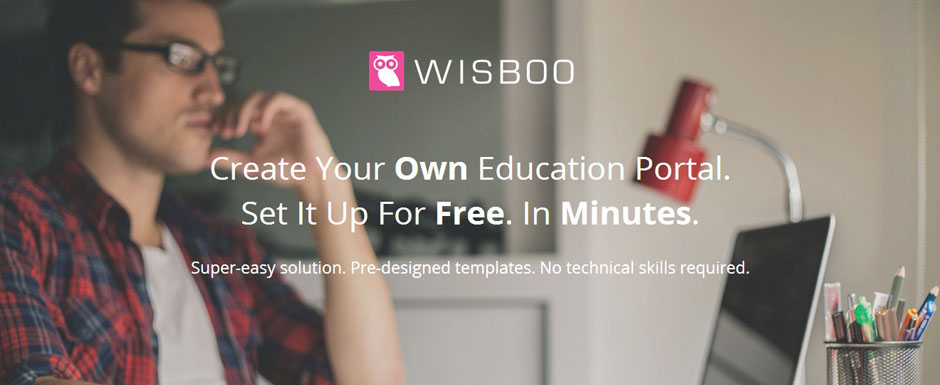 WISBOO
Create Your Own Education Portal.
Set It Up For Free. In Minutes.
Super-easy solution. Pre-designed templates. No technical skills required.